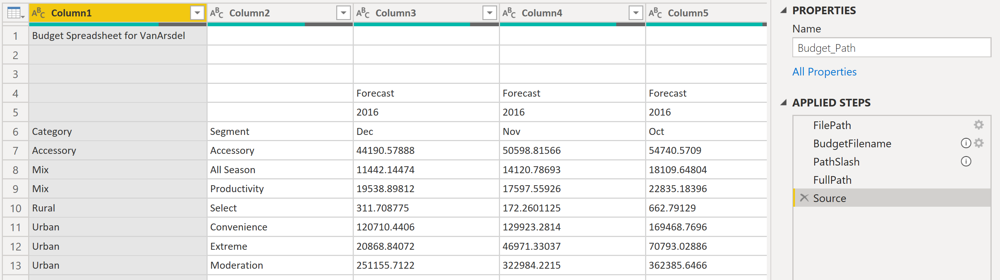 ABC Column1 ABC Column2 ABC Column3 ABC Column4 ABC Column5
1 Budget Spreadsheet for VanArsdel
2
3
4 Forecast Forecast Forecast
5 2016 2016 2016
6 Category Segment Dec Nov Oct
7 Accessory Accessory 44190.57888 50598.81566 54740.5709
8 Mix All Season 11442.14474 14120.78693 18109.64804
9 Mix Productivity 19538.89812 17597.55926 22835.18396
10 Rural Select 311.708775 172.2601125 662.79129
11 Urban Convenience 120710.4406 129923.2814 169468.7696
12 Urban Extreme 20868.84072 46971.33037 70793.02886
13 Urban Moderation 251155.7122 322984.2215 362385.6466
PROPERTIES
Name
Budget_Path
All Properties
APPLIED STEPS
FilePath
BudgetFilename
PathSlash
FullPath
Source